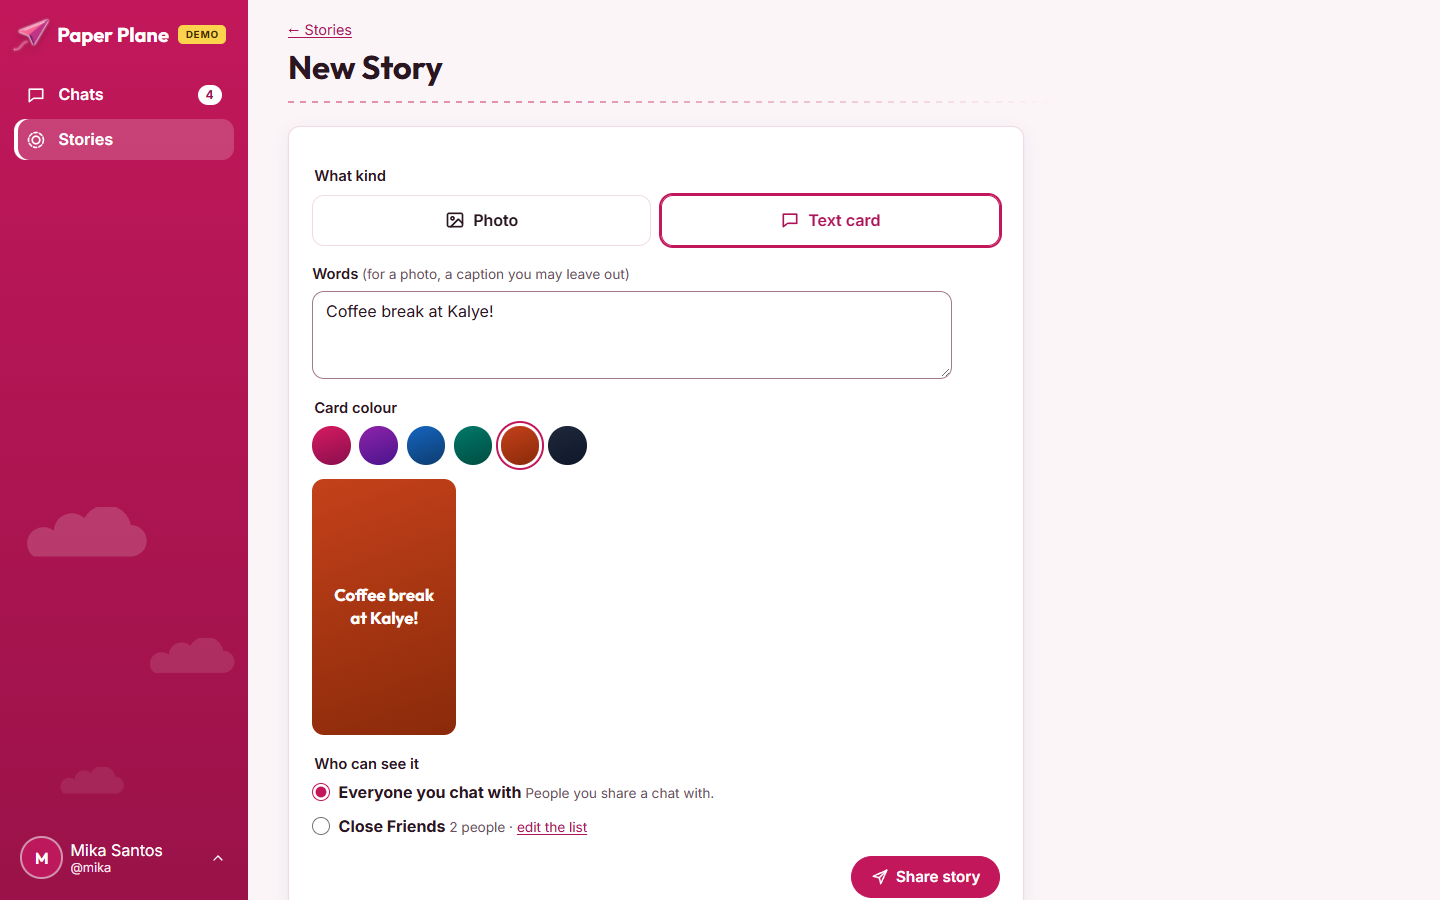 Paper Plane DEMO
Chats 4
Stories
← Stories
New Story
What kind
Photo
Text card
Words (for a photo, a caption you may leave out)
Coffee break at Kalye!
Card colour
Coffee break
at Kalye!
Who can see it
Everyone you chat with People you share a chat with.
Close Friends 2 people · edit the list
Share story
M
Mika Santos
@mika